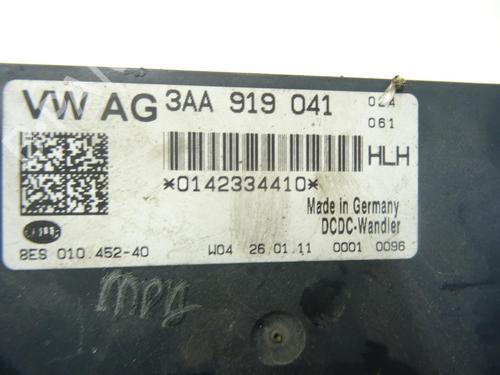 VW AG 3AA 919 041 024
061
HLH
*0142334410*
Made in Germany
DCDC-Wandler
8ES 010.452-40 W04 26.01.11 0001 0096